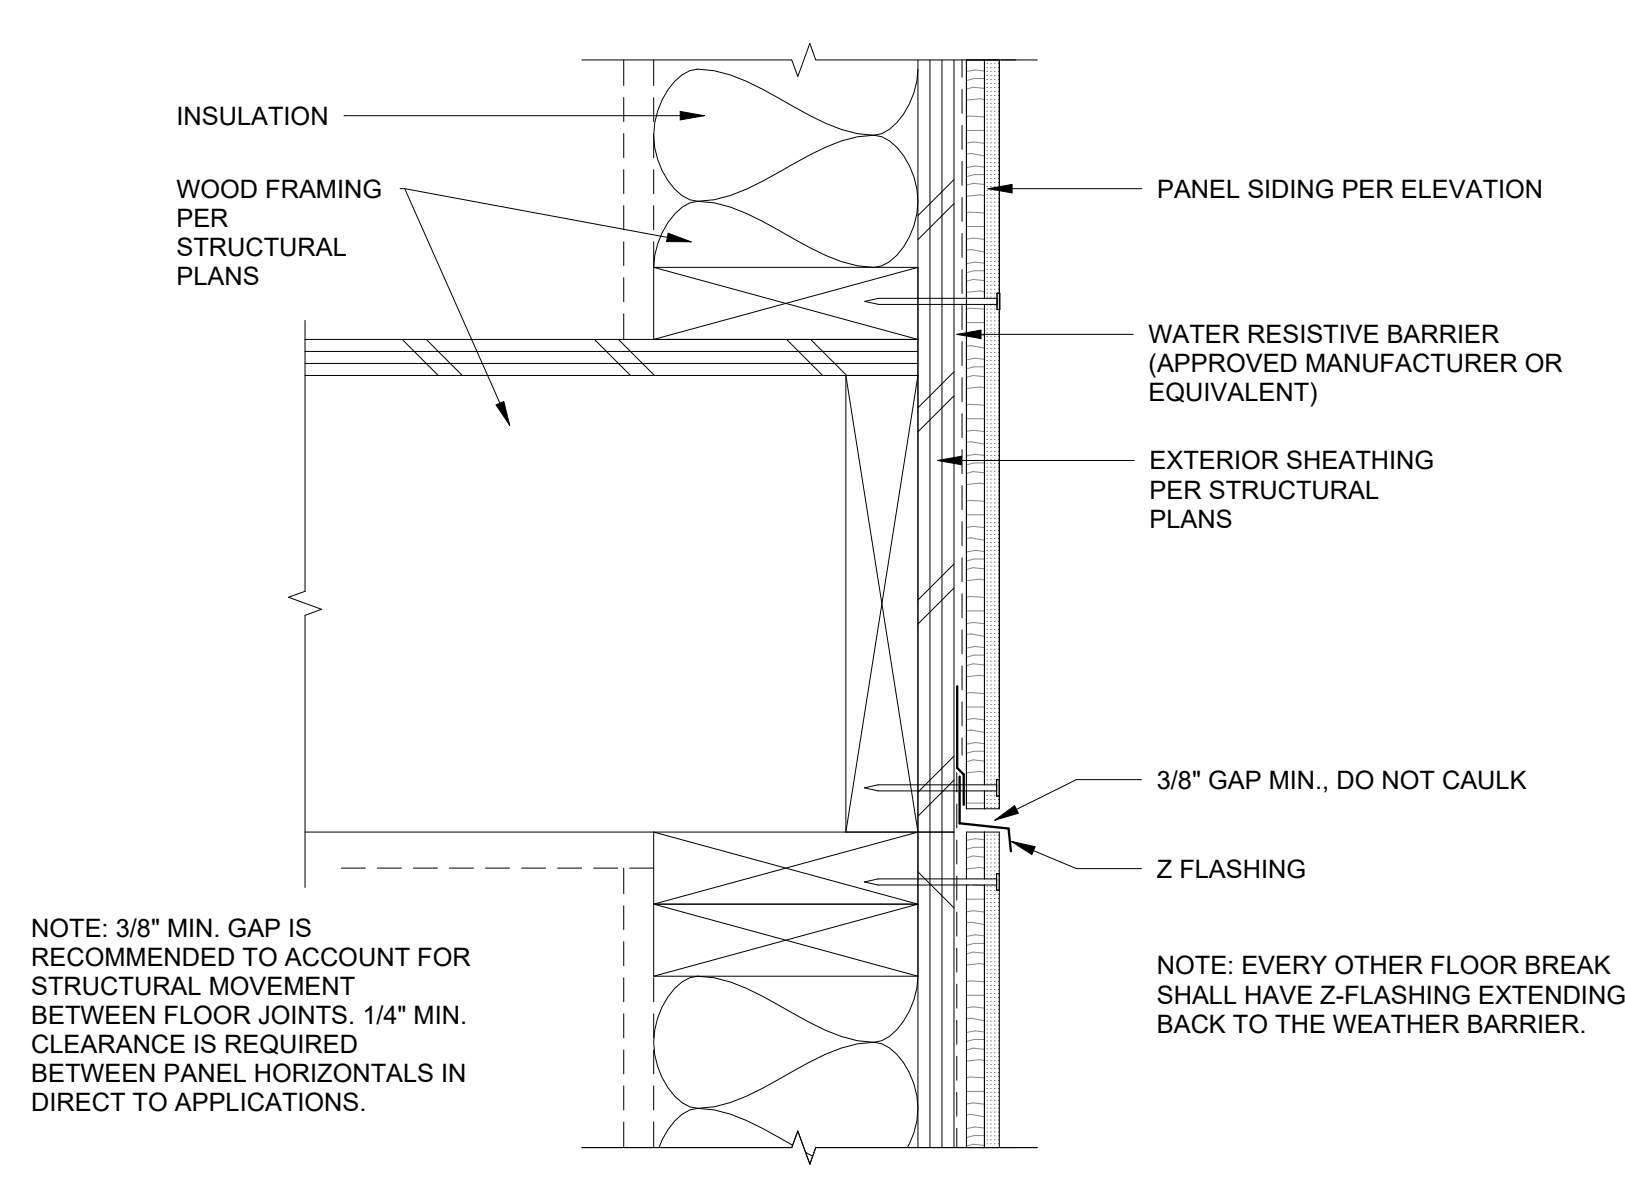 INSULATION
WOOD FRAMING
PER
STRUCTURAL
PLANS
PANEL SIDING PER ELEVATION
WATER RESISTIVE BARRIER
(APPROVED MANUFACTURER OR
EQUIVALENT)
EXTERIOR SHEATHING
PER STRUCTURAL
PLANS
3/8" GAP MIN., DO NOT CAULK
Z FLASHING
NOTE: 3/8" MIN. GAP IS
RECOMMENDED TO ACCOUNT FOR
STRUCTURAL MOVEMENT
BETWEEN FLOOR JOINTS. 1/4" MIN.
CLEARANCE IS REQUIRED
BETWEEN PANEL HORIZONTALS IN
DIRECT TO APPLICATIONS.
NOTE: EVERY OTHER FLOOR BREAK
SHALL HAVE Z-FLASHING EXTENDING
BACK TO THE WEATHER BARRIER.